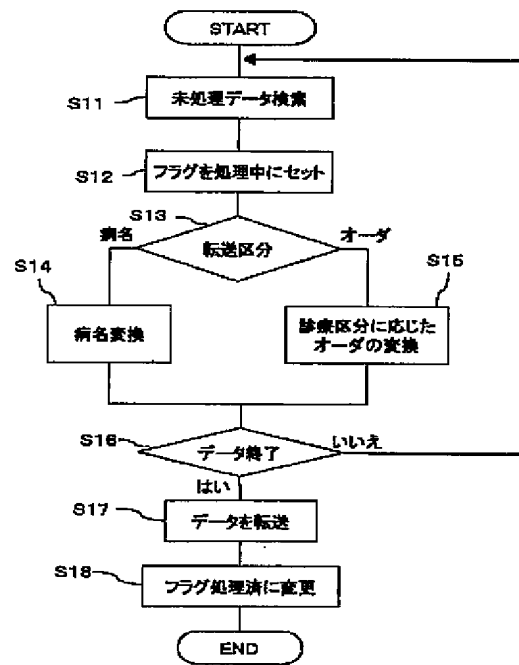 START
S11
未処理データ検索
S12
フラグを処理中にセット
S13
病名
転送区分
オーダ
S14
病名変換
S15
診療区分に応じた
オーダの変換
S16
データ終了
いいえ
はい
S17
データを転送
S18
フラグ処理済に変更
END